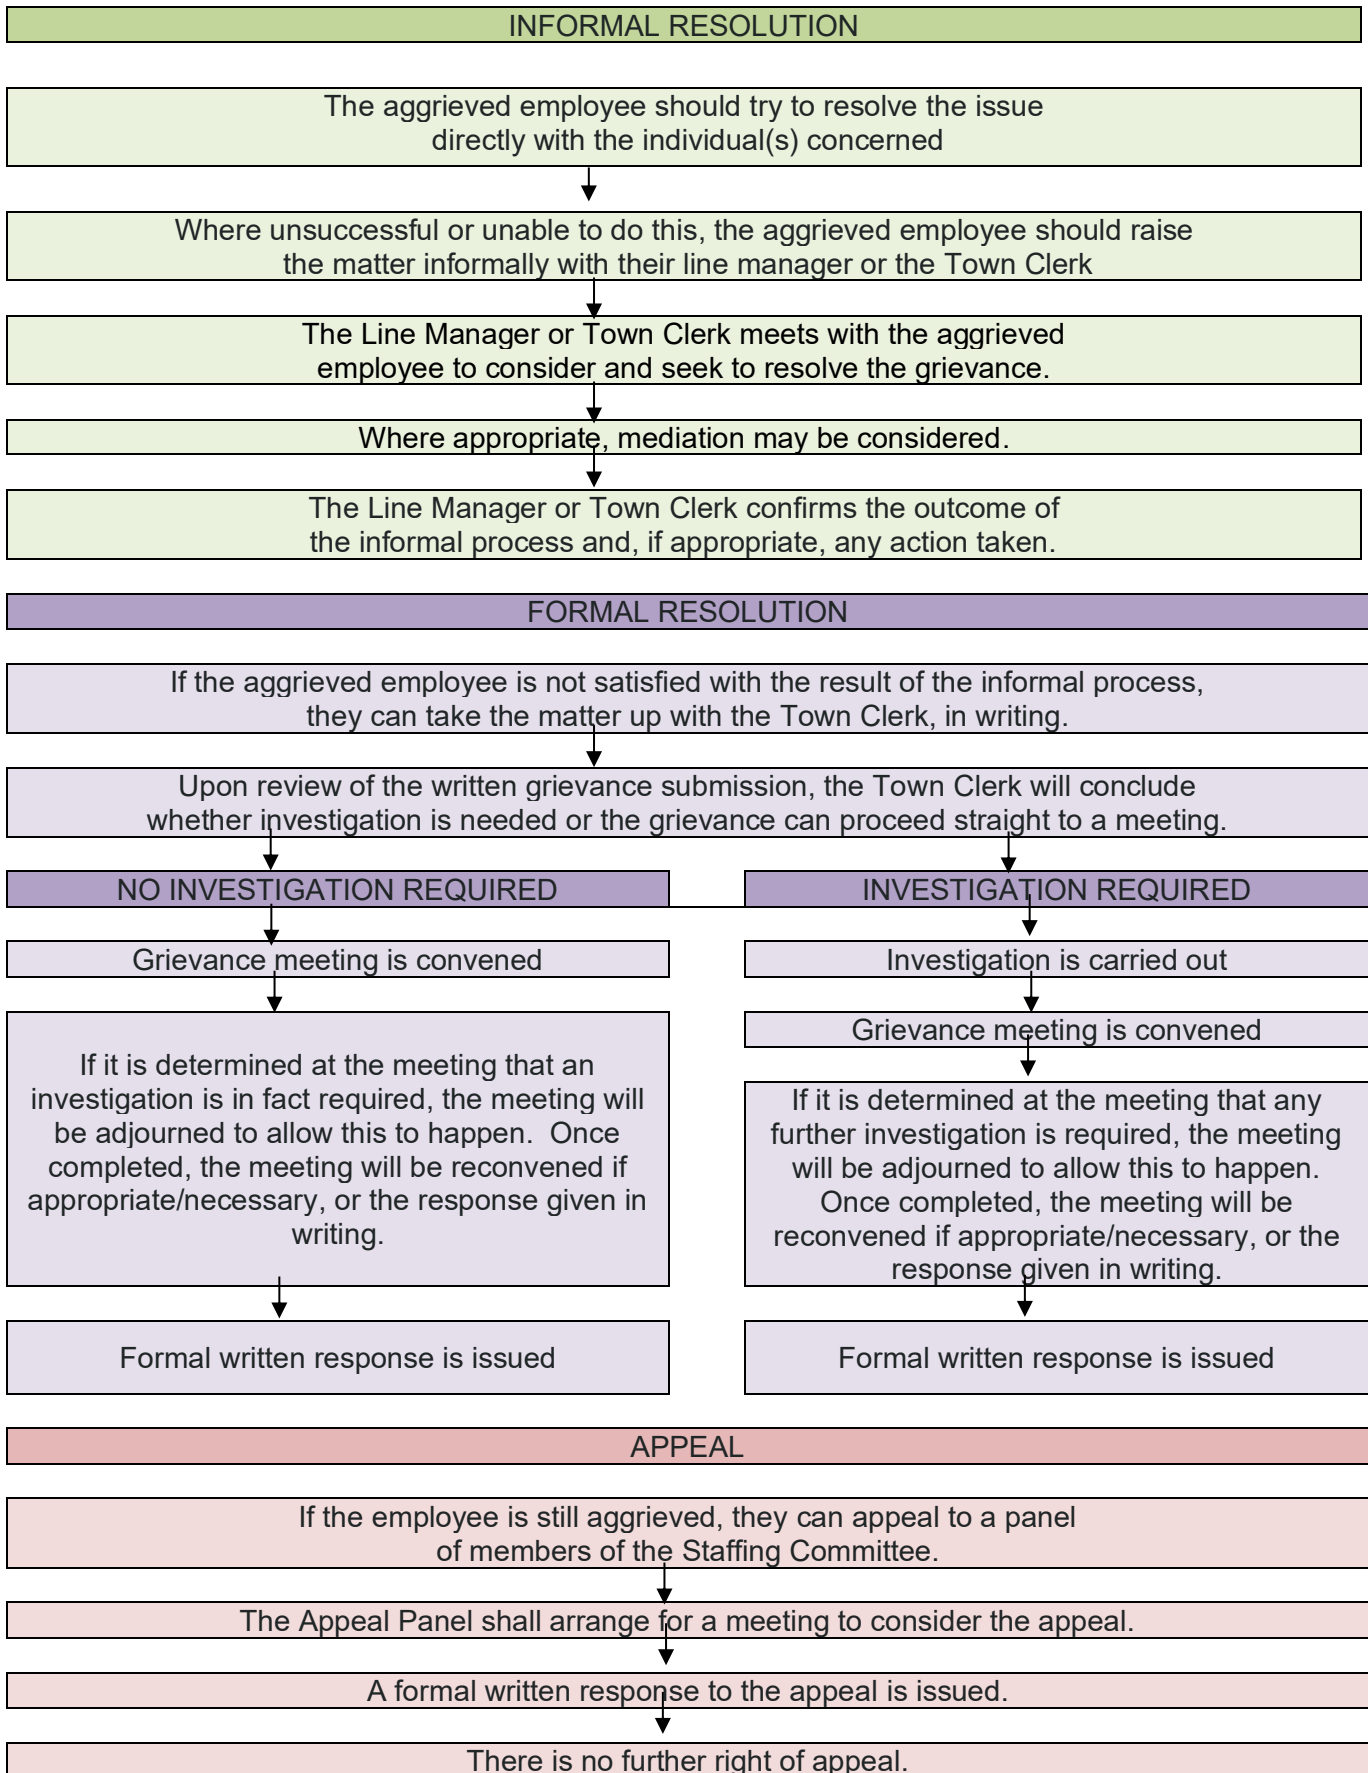 INFORMAL RESOLUTION
The aggrieved employee should try to resolve the issue
directly with the individual(s) concerned
Where unsuccessful or unable to do this, the aggrieved employee should raise
the matter informally with their line manager or the Town Clerk
The Line Manager or Town Clerk meets with the aggrieved
employee to consider and seek to resolve the grievance.
Where appropriate, mediation may be considered.
The Line Manager or Town Clerk confirms the outcome of
the informal process and, if appropriate, any action taken.
FORMAL RESOLUTION
If the aggrieved employee is not satisfied with the result of the informal process,
they can take the matter up with the Town Clerk, in writing.
Upon review of the written grievance submission, the Town Clerk will conclude
whether investigation is needed or the grievance can proceed straight to a meeting.
NO INVESTIGATION REQUIRED
Grievance meeting is convened
If it is determined at the meeting that an
investigation is in fact required, the meeting will
be adjourned to allow this to happen.  Once
completed, the meeting will be reconvened if
appropriate/necessary, or the response given in
writing.
Formal written response is issued
INVESTIGATION REQUIRED
Investigation is carried out
Grievance meeting is convened
If it is determined at the meeting that any
further investigation is required, the meeting
will be adjourned to allow this to happen.
Once completed, the meeting will be
reconvened if appropriate/necessary, or the
response given in writing.
Formal written response is issued
APPEAL
If the employee is still aggrieved, they can appeal to a panel
of members of the Staffing Committee.
The Appeal Panel shall arrange for a meeting to consider the appeal.
A formal written response to the appeal is issued.
There is no further right of appeal.